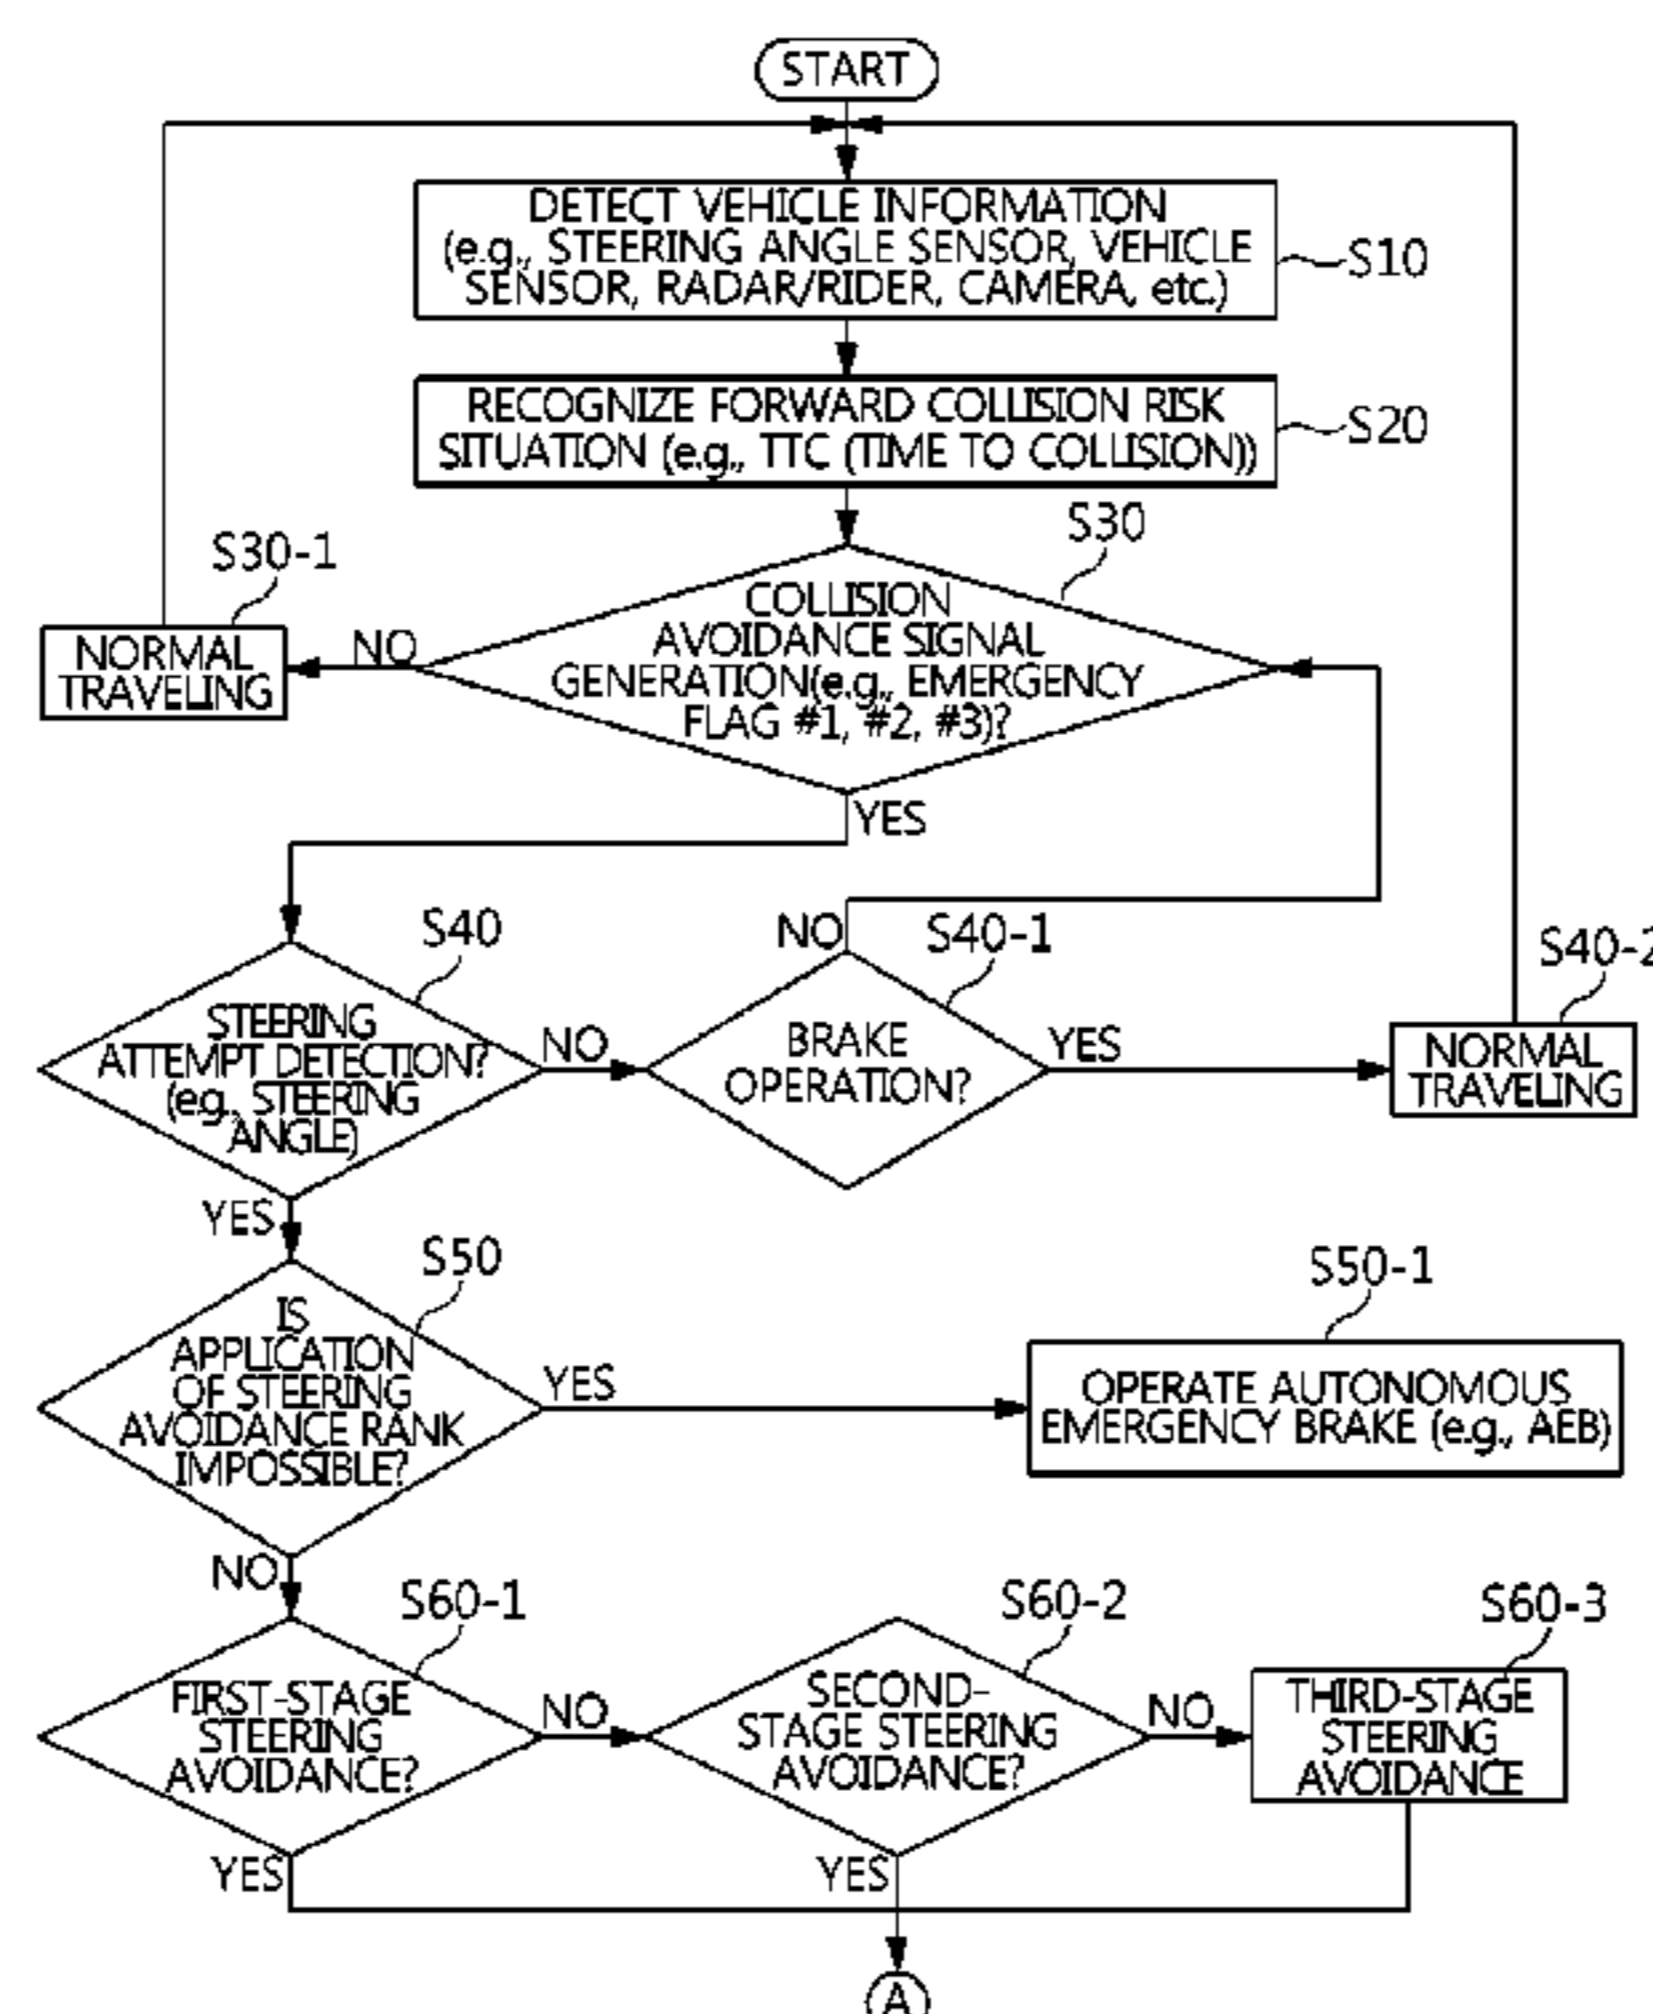 START
DETECT VEHICLE INFORMATION
(e.g., STEERING ANGLE SENSOR, VEHICLE
SENSOR, RADAR/RIDER, CAMERA, etc.)
S10
RECOGNIZE FORWARD COLLISION RISK
SITUATION (e.g., TTC (TIME TO COLLISION))
S20
S30
S30-1
COLLISION
AVOIDANCE SIGNAL
GENERATION(e.g., EMERGENCY
FLAG #1, #2, #3)?
NO
NORMAL
TRAVELING
YES
S40
STEERING
ATTEMPT DETECTION?
(e.g., STEERING
ANGLE)
NO
NO
S40-1
BRAKE
OPERATION?
YES
S40-2
NORMAL
TRAVELING
YES
S50
IS
APPLICATION
OF STEERING
AVOIDANCE RANK
IMPOSSIBLE?
YES
S50-1
OPERATE AUTONOMOUS
EMERGENCY BRAKE (e.g., AEB)
NO
S60-1
FIRST-STAGE
STEERING
AVOIDANCE?
NO
S60-2
SECOND-
STAGE STEERING
AVOIDANCE?
NO
S60-3
THIRD-STAGE
STEERING
AVOIDANCE
YES
YES
A